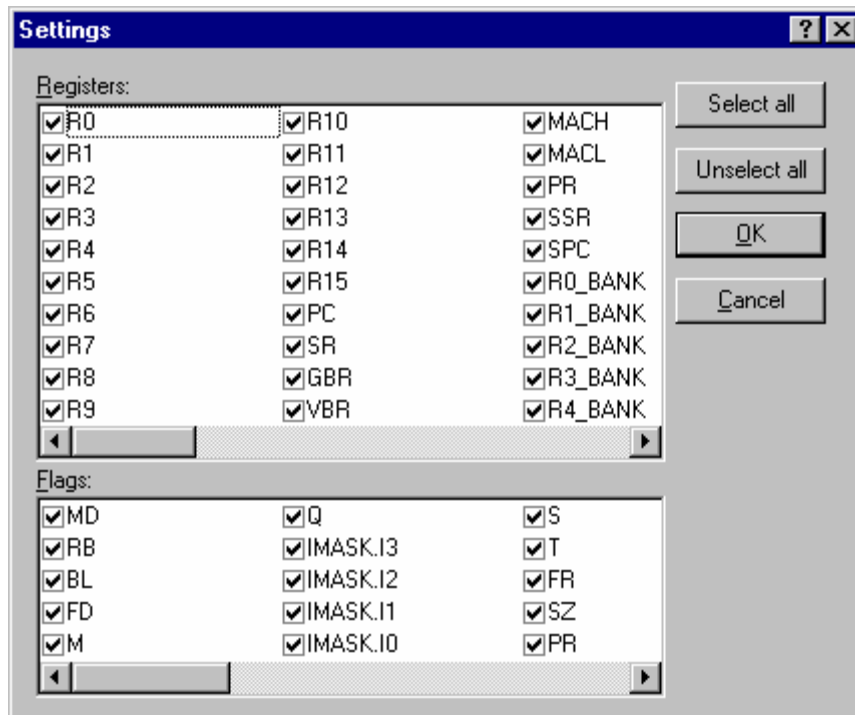 Settings
Registers:
R0 R10 MACH
R1 R11 MACL
R2 R12 PR
R3 R13 SSR
R4 R14 SPC
R5 R15 R0_BANK
R6 PC R1_BANK
R7 SR R2_BANK
R8 GBR R3_BANK
R9 VBR R4_BANK
Select all
Unselect all
OK
Cancel
Flags:
MD Q S
RB IMASK.I3 T
BL IMASK.I2 FR
FD IMASK.I1 SZ
M IMASK.I0 PR